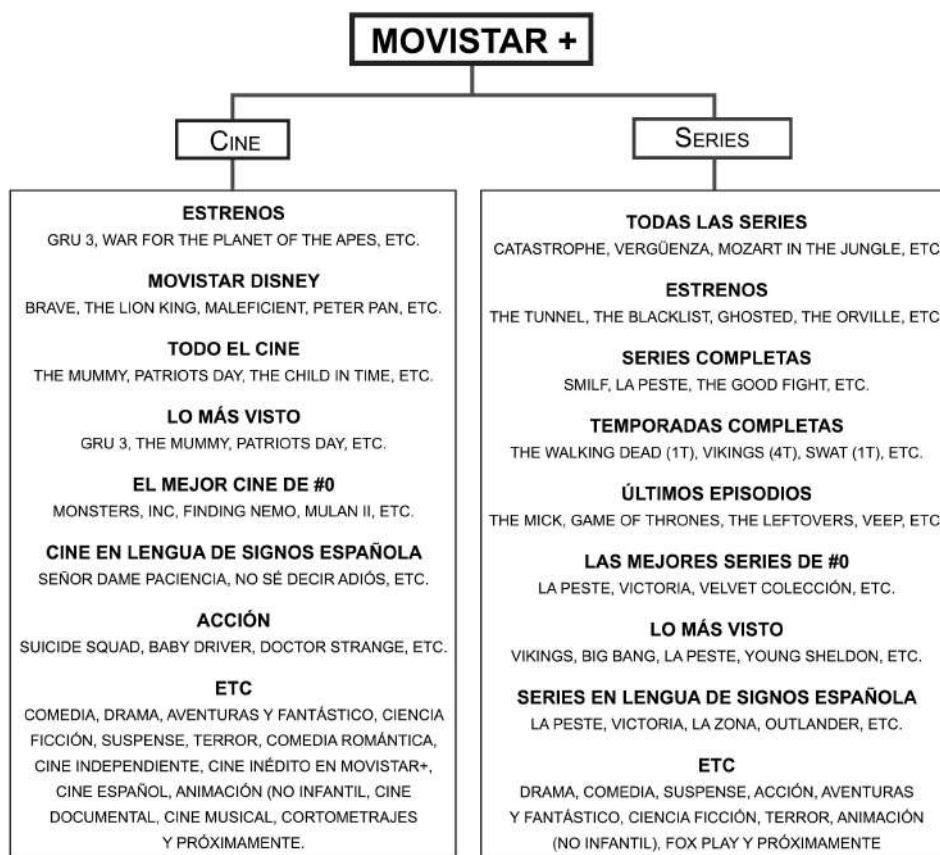 MOVISTAR +
CINE
ESTRENOS
GRU 3, WAR FOR THE PLANET OF THE APES, ETC.
MOVISTAR DISNEY
BRAVE, THE LION KING, MALEFICIENT, PETER PAN, ETC.
TODO EL CINE
THE MUMMY, PATRIOTS DAY, THE CHILD IN TIME, ETC.
LO MÁS VISTO
GRU 3, THE MUMMY, PATRIOTS DAY, ETC.
EL MEJOR CINE DE #0
MONSTERS, INC, FINDING NEMO, MULAN II, ETC.
CINE EN LENGUA DE SIGNOS ESPAÑOLA
SEÑOR DAME PACIENCIA, NO SÉ DECIR ADIÓS, ETC.
ACCIÓN
SUICIDE SQUAD, BABY DRIVER, DOCTOR STRANGE, ETC.
ETC
COMEDIA, DRAMA, AVENTURAS Y FANTÁSTICO, CIENCIA
FICCIÓN, SUSPENSE, TERROR, COMEDIA ROMÁNTICA,
CINE INDEPENDIENTE, CINE INÉDITO EN MOVISTAR+,
CINE ESPAÑOL, ANIMACIÓN (NO INFANTIL, CINE
DOCUMENTAL, CINE MUSICAL, CORTOMETRAJES
Y PRÓXIMAMENTE.
SERIES
TODAS LAS SERIES
CATASTROPHE, VERGÜENZA, MOZART IN THE JUNGLE, ETC
ESTRENOS
THE TUNNEL, THE BLACKLIST, GHOSTED, THE ORVILLE, ETC
SERIES COMPLETAS
SMILF, LA PESTE, THE GOOD FIGHT, ETC.
TEMPORADAS COMPLETAS
THE WALKING DEAD (1T), VIKINGS (4T), SWAT (1T), ETC.
ÚLTIMOS EPISODIOS
THE MICK, GAME OF THRONES, THE LEFTOVERS, VEEP, ETC
LAS MEJORES SERIES DE #0
LA PESTE, VICTORIA, VELVET COLECCIÓN, ETC.
LO MÁS VISTO
VIKINGS, BIG BANG, LA PESTE, YOUNG SHELDON, ETC.
SERIES EN LENGUA DE SIGNOS ESPAÑOLA
LA PESTE, VICTORIA, LA ZONA, OUTLANDER, ETC.
ETC
DRAMA, COMEDIA, SUSPENSE, ACCIÓN, AVENTURAS
Y FANTÁSTICO, CIENCIA FICCIÓN, TERROR, ANIMACIÓN
(NO INFANTIL), FOX PLAY Y PRÓXIMAMENTE